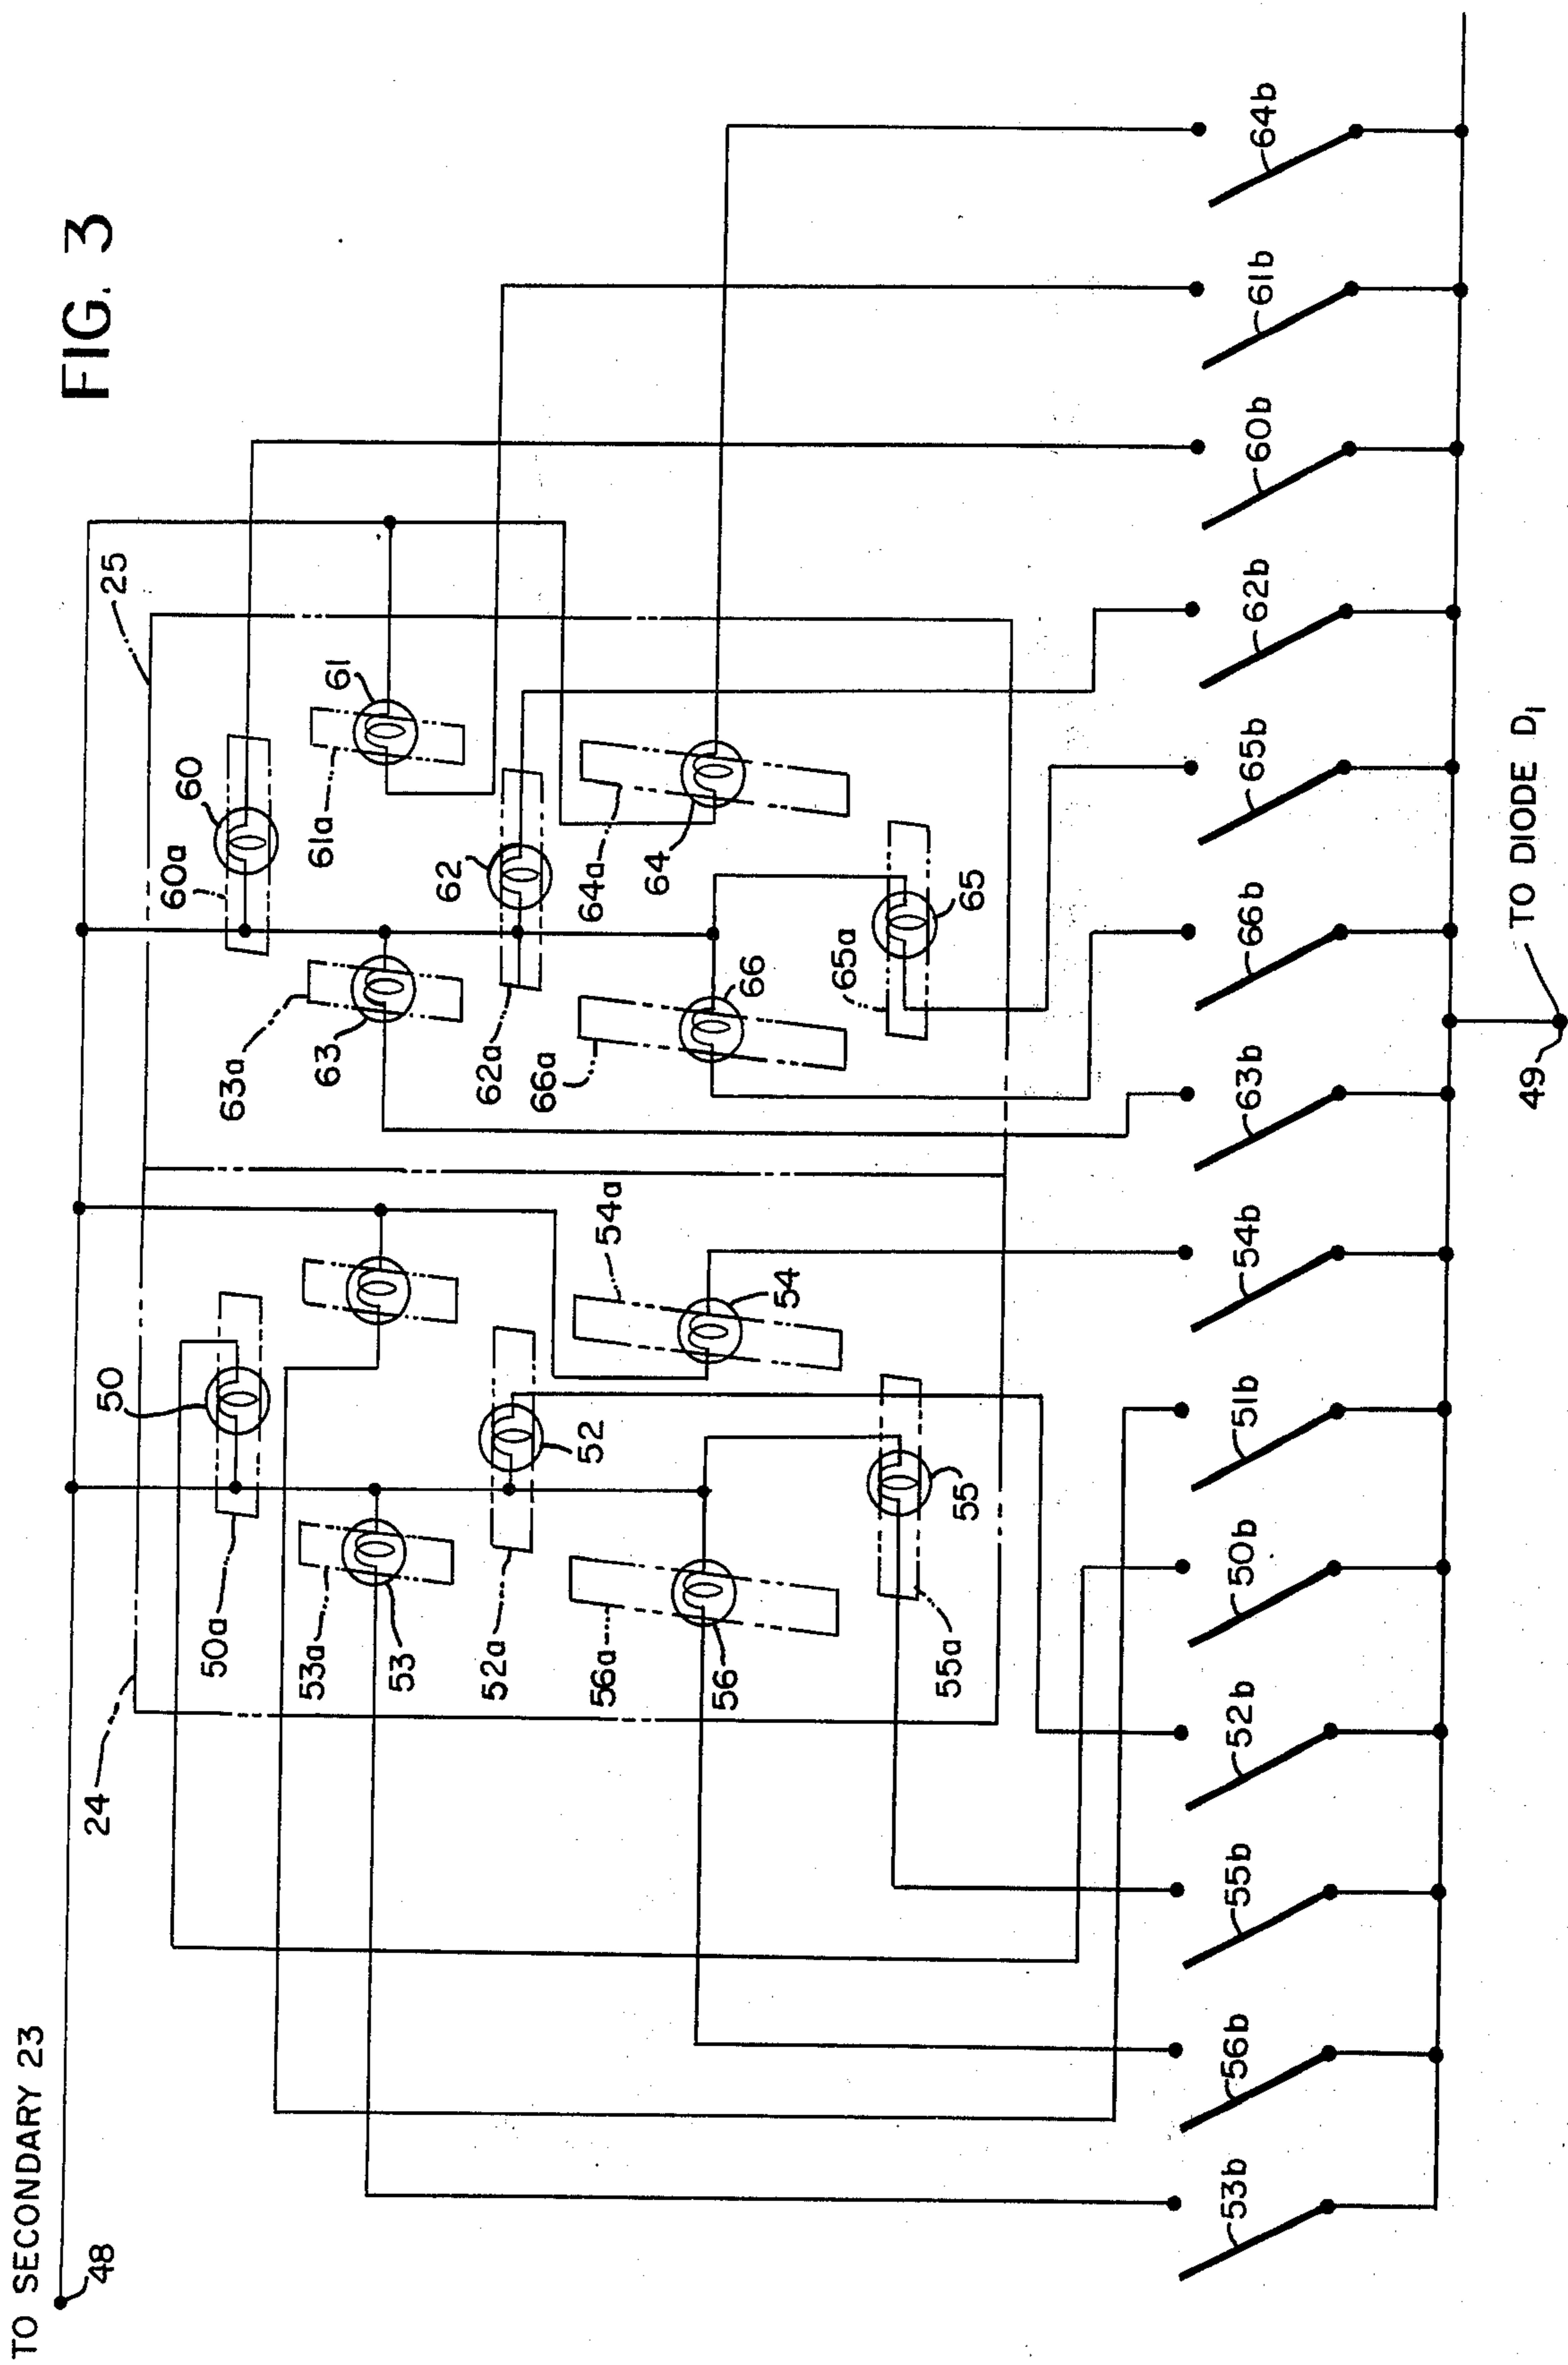 FIG. 3
TO SECONDARY 23
48
24
25
50
50a
53a
53
52a
52
56a
56
54a
54
55
55a
60
60a
61
61a
63a
63
62
62a
64a
64
66a
66
65a
65
53b
56b
55b
52b
50b
51b
54b
63b
66b
65b
62b
60b
61b
64b
49
TO DIODE D1